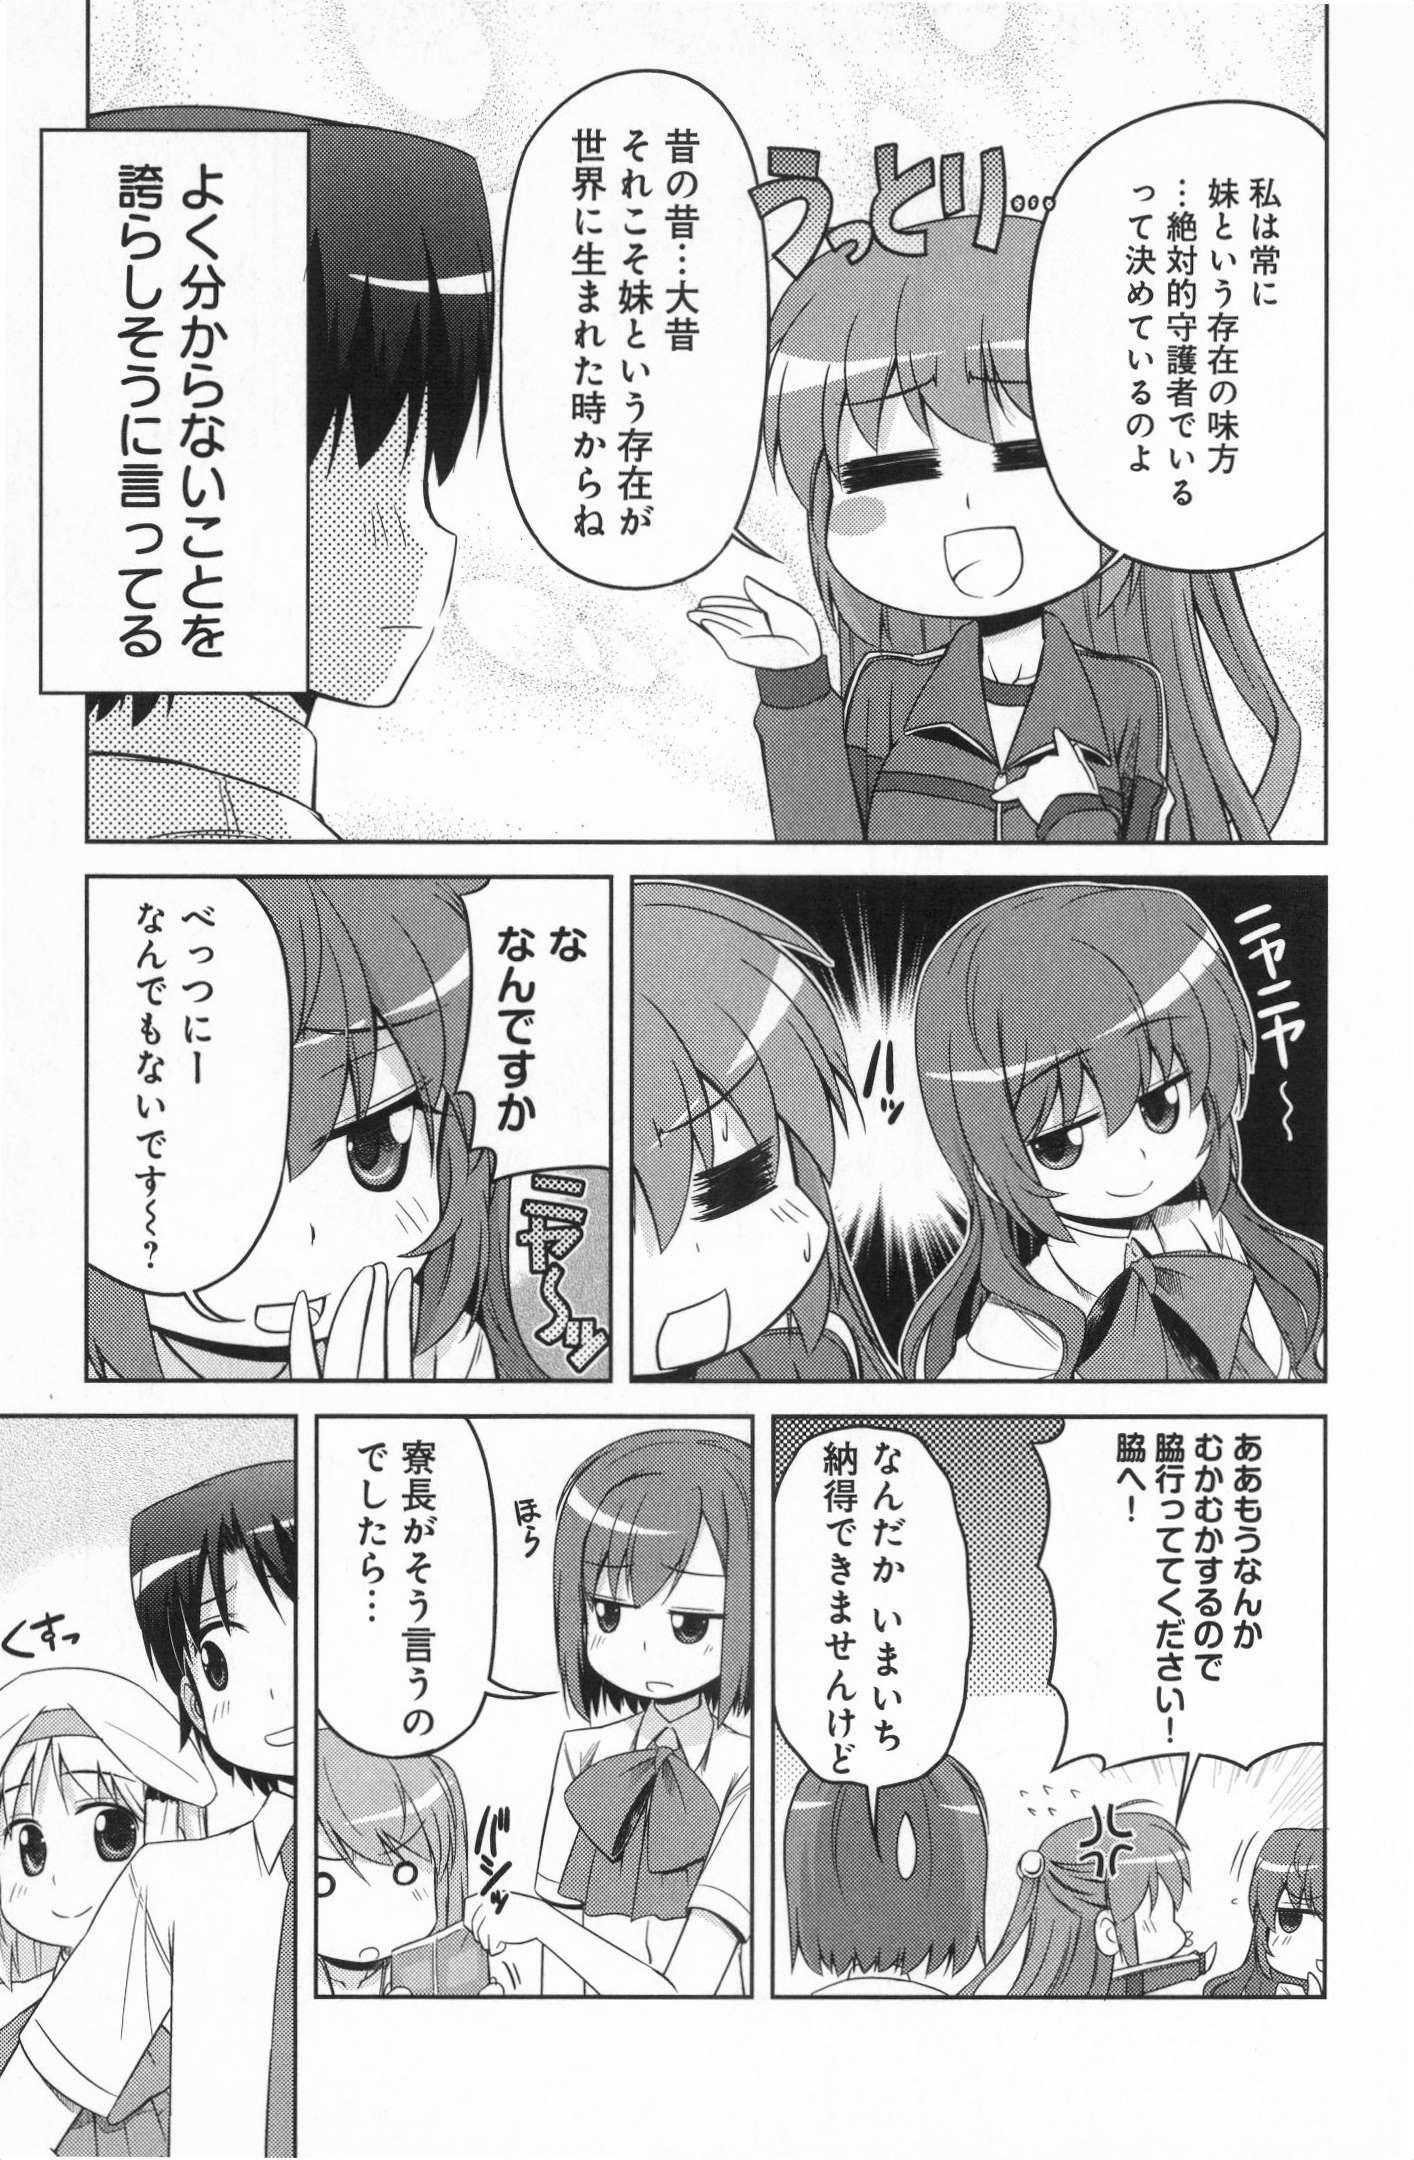 私は常に
妹という存在の味方
…絶対的守護者でいる
って決めているのよ
うっとり…
昔の昔…大昔
それこそ妹という存在が
世界に生まれた時からね
よく分からないことを
誇らしそうに言ってる
ニヤニヤ～
ハッ
な
なんですか
ニヤ～ッ
べっつにー
なんでもないです～？
ああもうなんか
むかむかするので
脇行っててください！
脇へ！
なんだかいまいち
納得できませんけど
ほら
寮長がそう言うの
でしたら…
ガシッ
くすっ